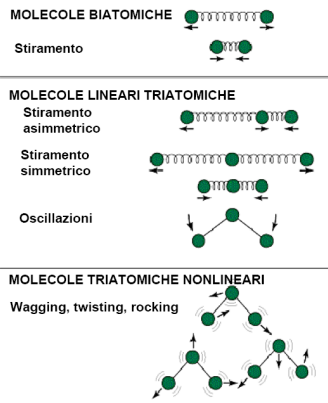 MOLECOLE BIATOMICHE
Stiramento
MOLECOLE LINEARI TRIATOMICHE
Stiramento
asimmetrico
Stiramento
simmetrico
Oscillazioni
MOLECOLE TRIATOMICHE NONLINEARI
Wagging, twisting, rocking